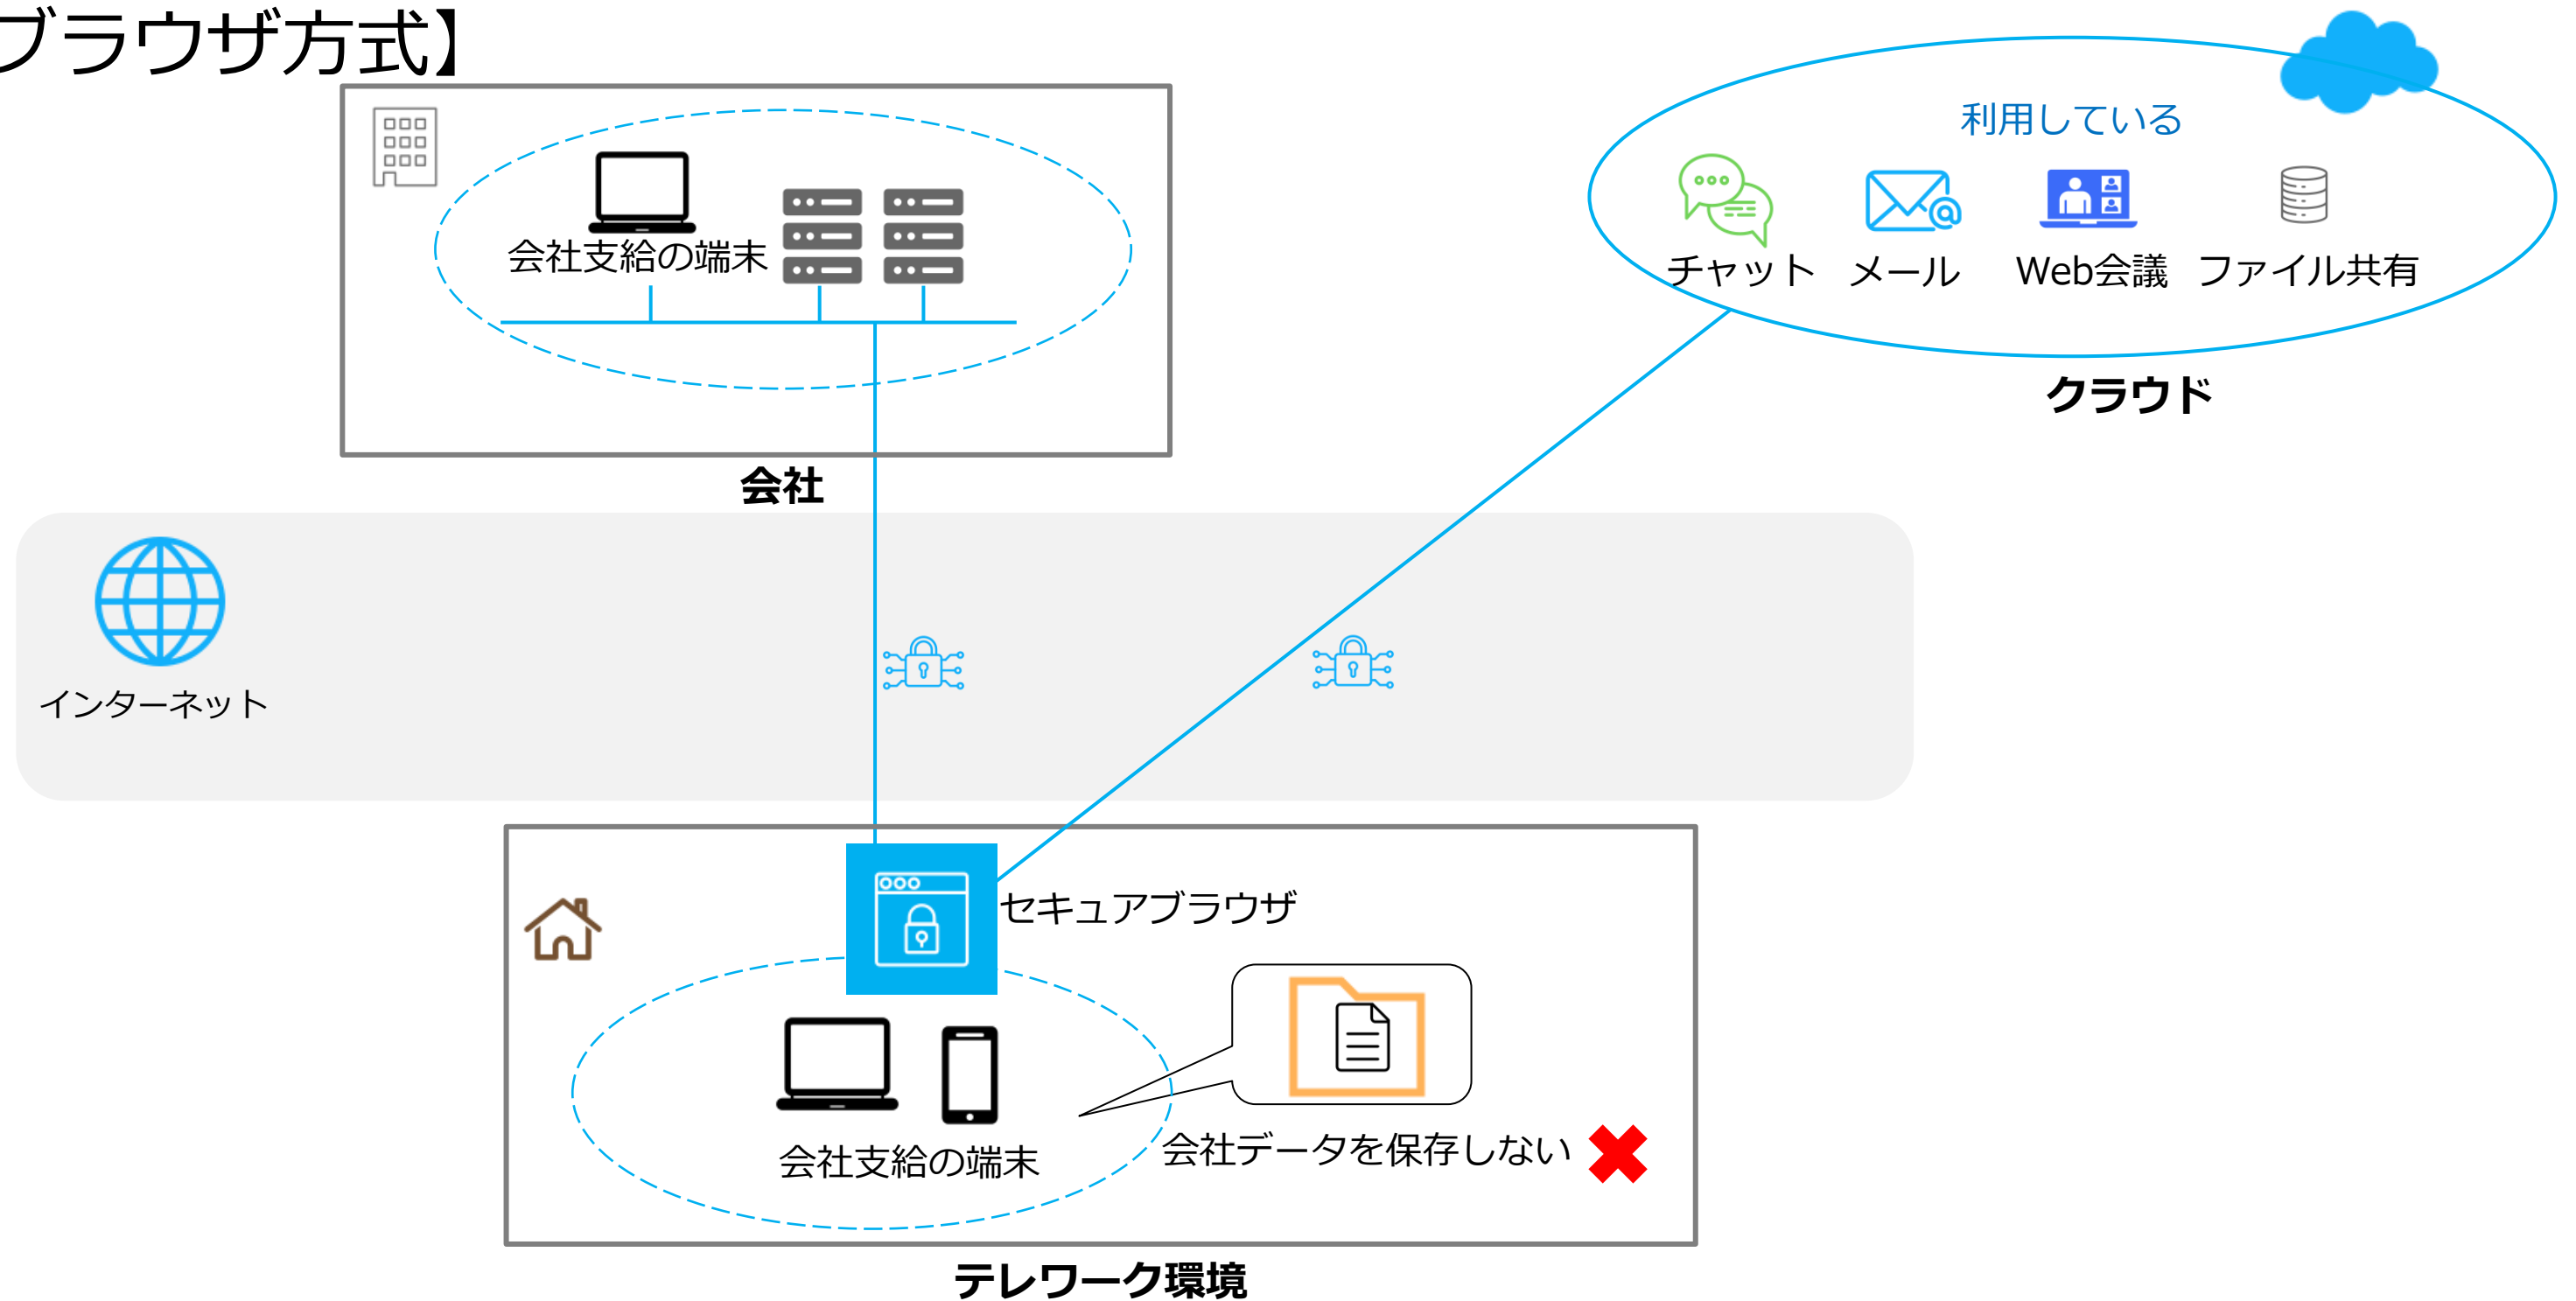 ブラウザ方式】
利用している
会社支給の端末
チャット
メール
Web会議
ファイル共有
クラウド
会社
インターネット
セキュアブラウザ
会社支給の端末
会社データを保存しない
テレワーク環境